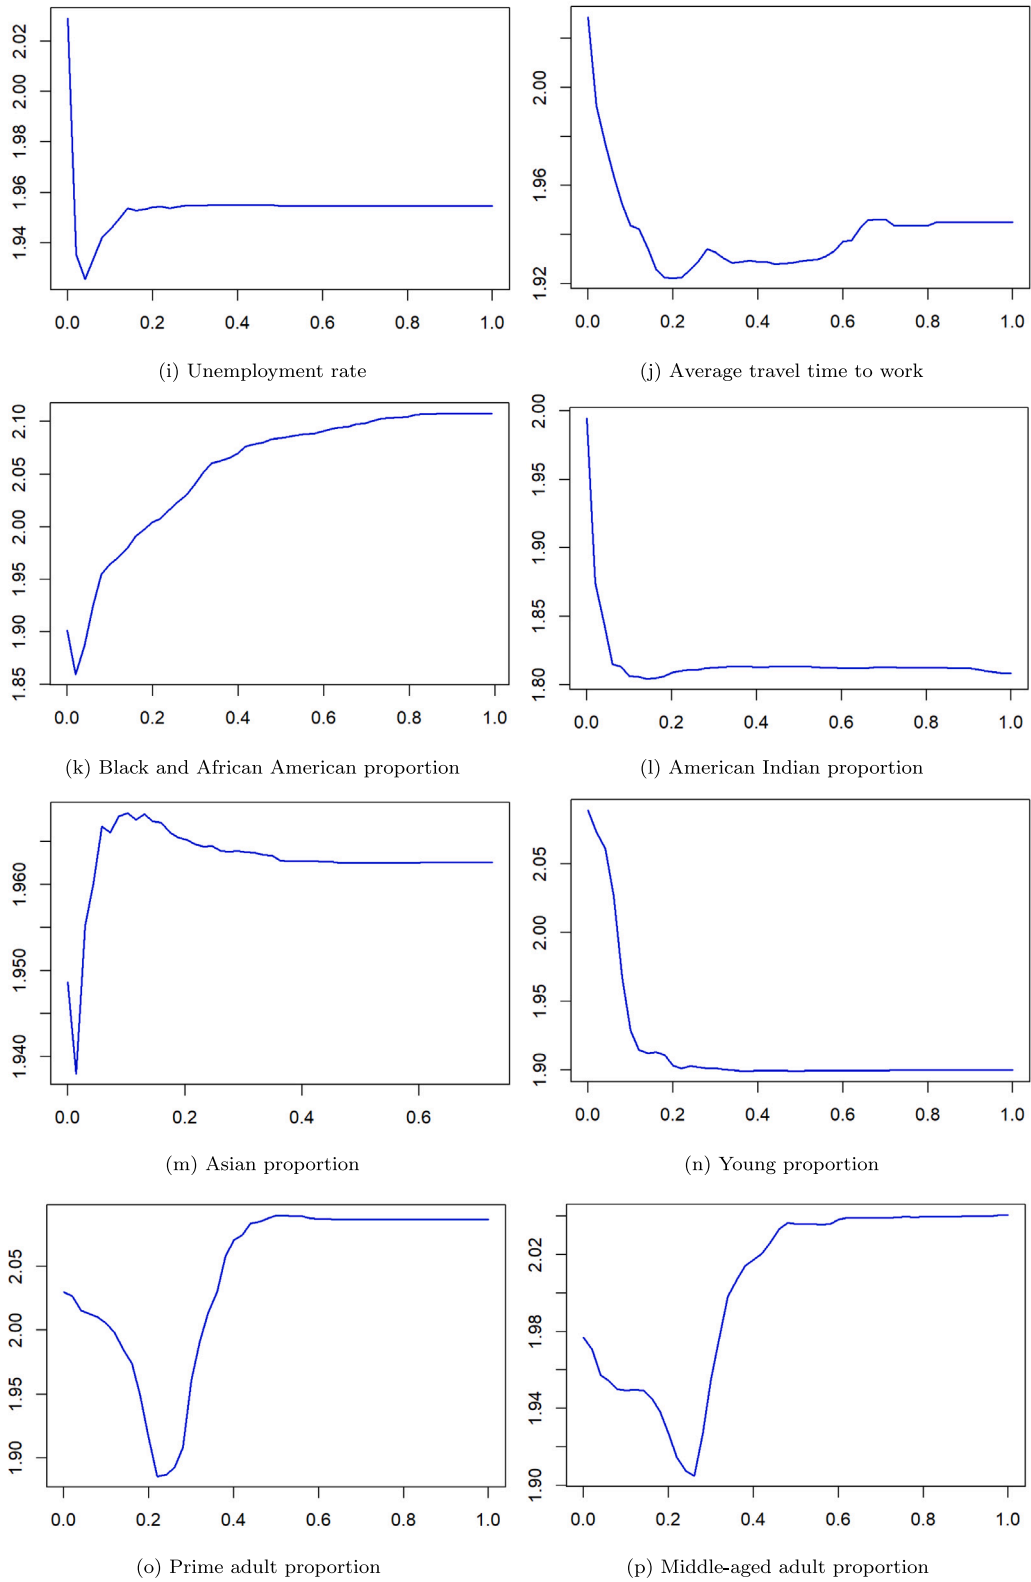 2.02
2.00
1.98
1.96
1.94
0.0 0.2 0.4 0.6 0.8 1.0
(i) Unemployment rate
2.00
1.96
1.92
0.0 0.2 0.4 0.6 0.8 1.0
(j) Average travel time to work
2.10
2.05
2.00
1.95
1.90
1.85
0.0 0.2 0.4 0.6 0.8 1.0
(k) Black and African American proportion
2.00
1.95
1.90
1.85
1.80
0.0 0.2 0.4 0.6 0.8 1.0
(l) American Indian proportion
1.960
1.950
1.940
0.0 0.2 0.4 0.6
(m) Asian proportion
2.05
2.00
1.95
1.90
0.0 0.2 0.4 0.6 0.8 1.0
(n) Young proportion
2.05
2.00
1.95
1.90
0.0 0.2 0.4 0.6 0.8 1.0
(o) Prime adult proportion
2.02
1.98
1.94
1.90
0.0 0.2 0.4 0.6 0.8 1.0
(p) Middle-aged adult proportion